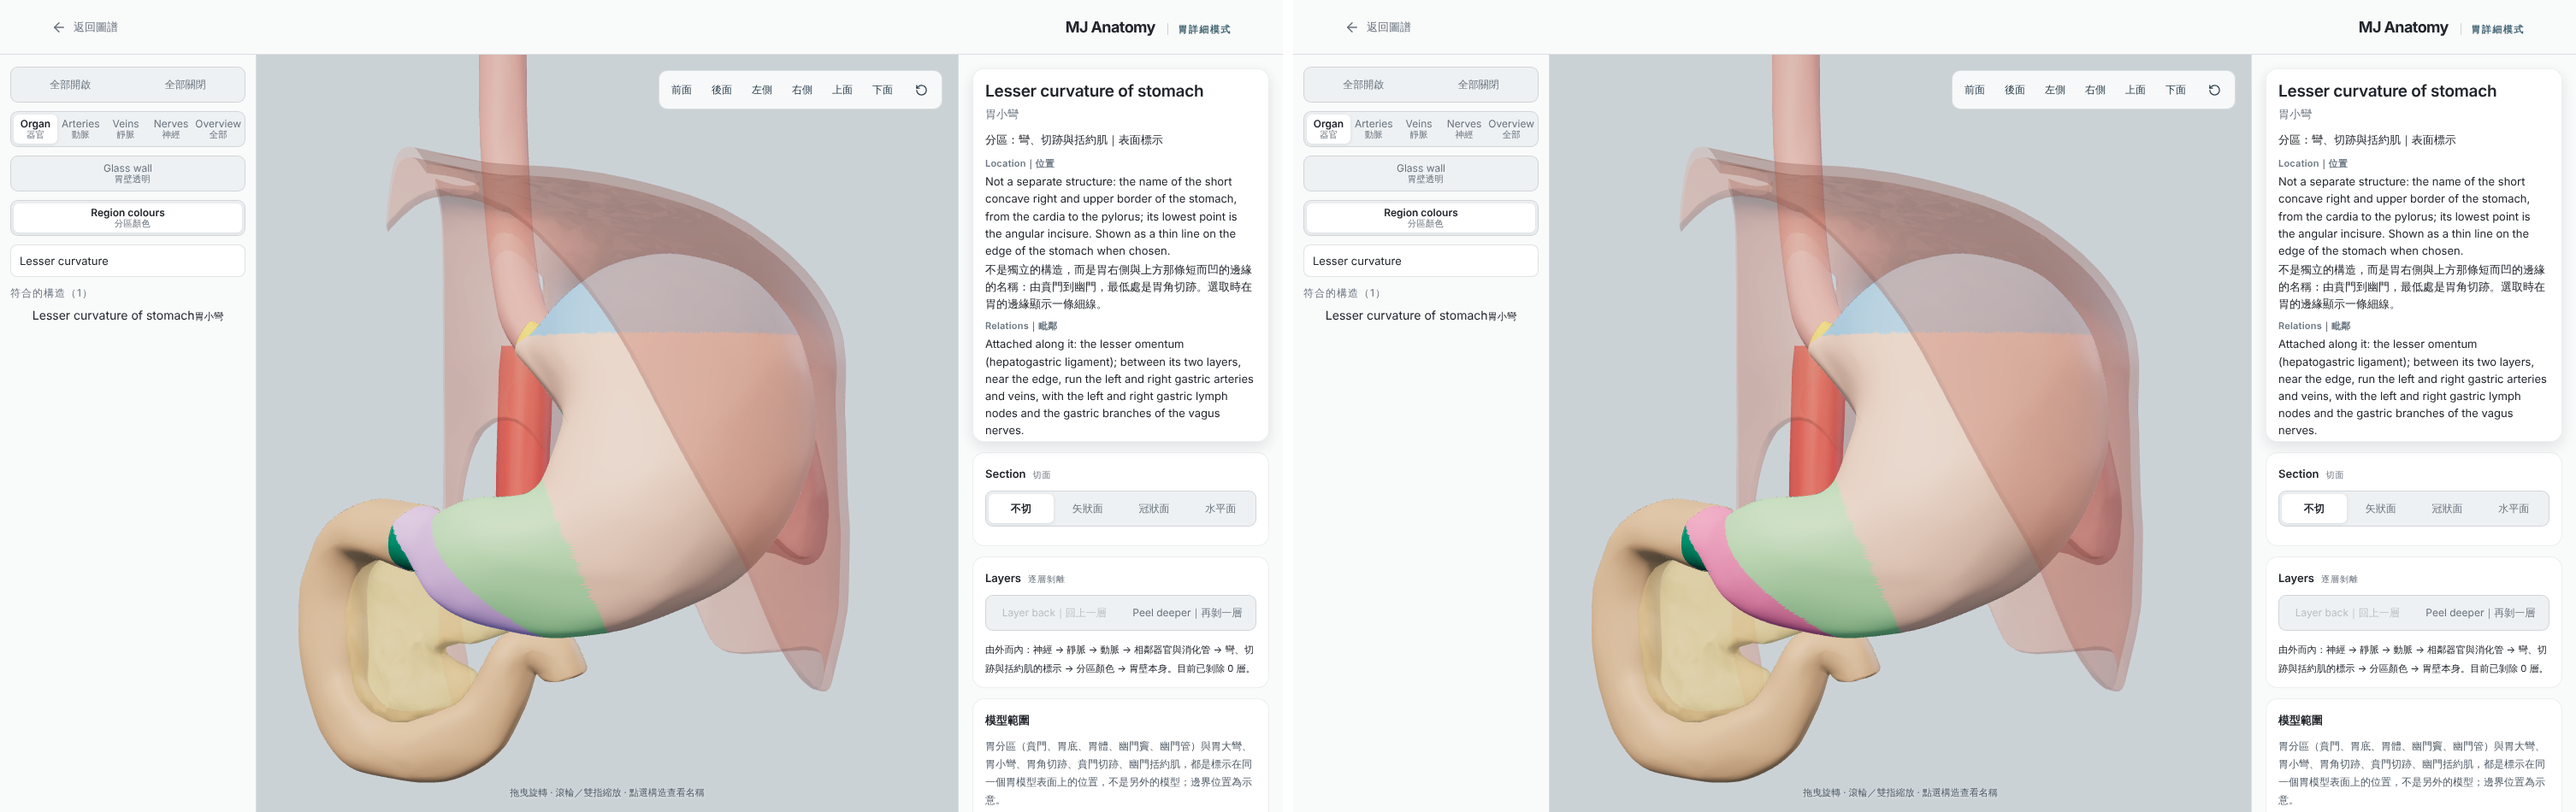 返回圖譜
MJ Anatomy | 胃詳細模式
全部開啟 全部關閉
Organ Arteries Veins Nerves Overview
器官 動脈 靜脈 神經 全部
Glass wall
胃壁透明
Region colours
分區顏色
Lesser curvature
符合的構造（1）
Lesser curvature of stomach胃小彎
前面 後面 左側 右側 上面 下面
拖曳旋轉 · 滾輪／雙指縮放 · 點選構造查看名稱
Lesser curvature of stomach
胃小彎
分區：彎、切跡與括約肌｜表面標示
Location｜位置
Not a separate structure: the name of the short
concave right and upper border of the stomach,
from the cardia to the pylorus; its lowest point is
the angular incisure. Shown as a thin line on the
edge of the stomach when chosen.
不是獨立的構造，而是胃右側與上方那條短而凹的邊緣
的名稱：由賁門到幽門，最低處是胃角切跡。選取時在
胃的邊緣顯示一條細線。
Relations｜毗鄰
Attached along it: the lesser omentum
(hepatogastric ligament); between its two layers,
near the edge, run the left and right gastric arteries
and veins, with the left and right gastric lymph
nodes and the gastric branches of the vagus
nerves.
Section 切面
不切 矢狀面 冠狀面 水平面
Layers 逐層剝離
Layer back｜回上一層 Peel deeper｜再剝一層
由外而內：神經 → 靜脈 → 動脈 → 相鄰器官與消化管 → 彎、切
跡與括約肌的標示 → 分區顏色 → 胃壁本身。目前已剝除 0 層。
模型範圍
胃分區（賁門、胃底、胃體、幽門竇、幽門管）與胃大彎、
胃小彎、胃角切跡、賁門切跡、幽門括約肌，都是標示在同
一個胃模型表面上的位置，不是另外的模型；邊界位置為示
意。
返回圖譜
MJ Anatomy | 胃詳細模式
全部開啟 全部關閉
Organ Arteries Veins Nerves Overview
器官 動脈 靜脈 神經 全部
Glass wall
胃壁透明
Region colours
分區顏色
Lesser curvature
符合的構造（1）
Lesser curvature of stomach胃小彎
前面 後面 左側 右側 上面 下面
拖曳旋轉 · 滾輪／雙指縮放 · 點選構造查看名稱
Lesser curvature of stomach
胃小彎
分區：彎、切跡與括約肌｜表面標示
Location｜位置
Not a separate structure: the name of the short
concave right and upper border of the stomach,
from the cardia to the pylorus; its lowest point is
the angular incisure. Shown as a thin line on the
edge of the stomach when chosen.
不是獨立的構造，而是胃右側與上方那條短而凹的邊緣
的名稱：由賁門到幽門，最低處是胃角切跡。選取時在
胃的邊緣顯示一條細線。
Relations｜毗鄰
Attached along it: the lesser omentum
(hepatogastric ligament); between its two layers,
near the edge, run the left and right gastric arteries
and veins, with the left and right gastric lymph
nodes and the gastric branches of the vagus
nerves.
Section 切面
不切 矢狀面 冠狀面 水平面
Layers 逐層剝離
Layer back｜回上一層 Peel deeper｜再剝一層
由外而內：神經 → 靜脈 → 動脈 → 相鄰器官與消化管 → 彎、切
跡與括約肌的標示 → 分區顏色 → 胃壁本身。目前已剝除 0 層。
模型範圍
胃分區（賁門、胃底、胃體、幽門竇、幽門管）與胃大彎、
胃小彎、胃角切跡、賁門切跡、幽門括約肌，都是標示在同
一個胃模型表面上的位置，不是另外的模型；邊界位置為示
意。